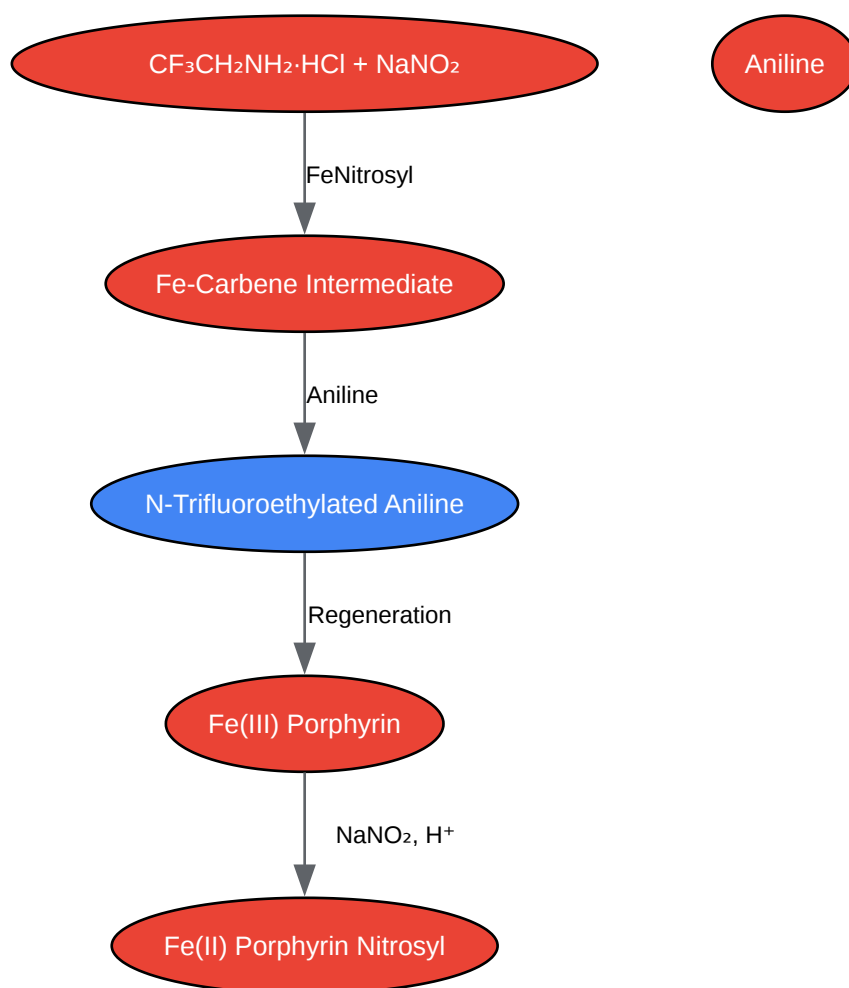 CF₃CH₂NH₂·HCl + NaNO₂
Aniline
FeNitrosyl
Fe-Carbene Intermediate
Aniline
N-Trifluoroethylated Aniline
Regeneration
Fe(III) Porphyrin
NaNO₂, H⁺
Fe(II) Porphyrin Nitrosyl